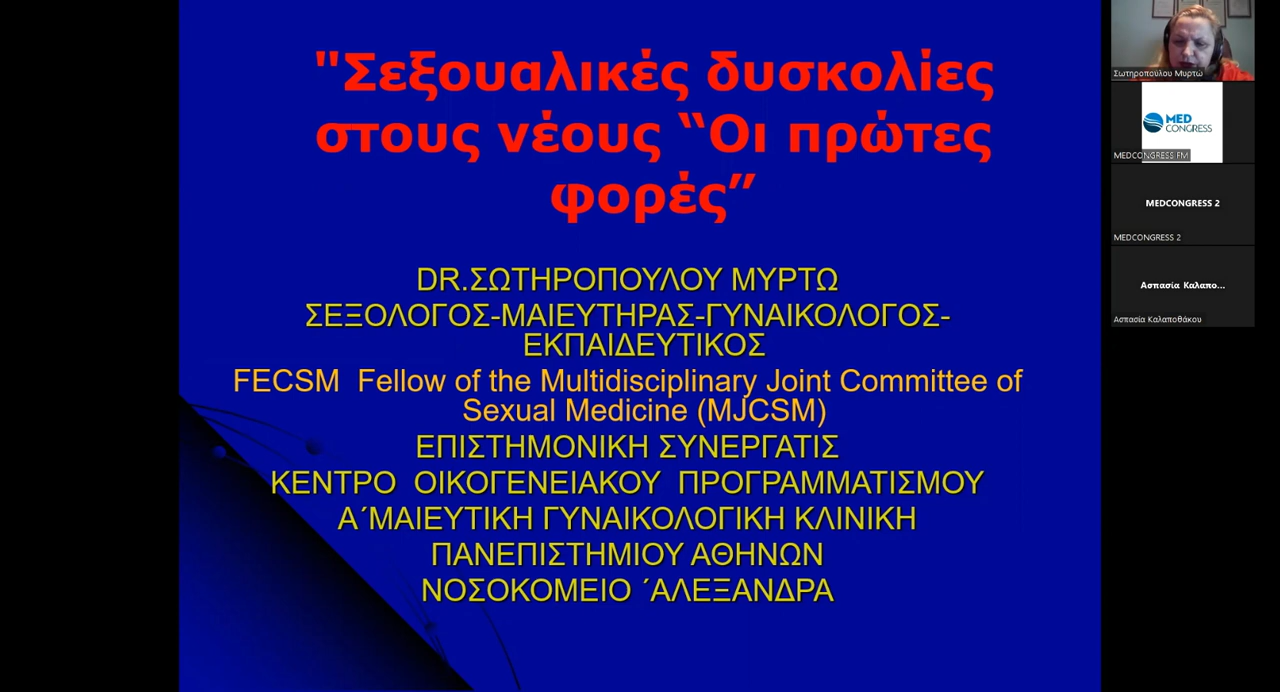 "Σεξουαλικές δυσκολίες
στους νέους “Οι πρώτες
φορές”
DR.ΣΩΤΗΡΟΠΟΥΛΟΥ ΜΥΡΤΩ
ΣΕΞΟΛΟΓΟΣ-ΜΑΙΕΥΤΗΡΑΣ-ΓΥΝΑΙΚΟΛΟΓΟΣ-
ΕΚΠΑΙΔΕΥΤΙΚΟΣ
FECSM Fellow of the Multidisciplinary Joint Committee of
Sexual Medicine (MJCSM)
ΕΠΙΣΤΗΜΟΝΙΚΗ ΣΥΝΕΡΓΑΤΙΣ
ΚΕΝΤΡΟ ΟΙΚΟΓΕΝΕΙΑΚΟΥ ΠΡΟΓΡΑΜΜΑΤΙΣΜΟΥ
Α΄ΜΑΙΕΥΤΙΚΗ ΓΥΝΑΙΚΟΛΟΓΙΚΗ ΚΛΙΝΙΚΗ
ΠΑΝΕΠΙΣΤΗΜΙΟΥ ΑΘΗΝΩΝ
ΝΟΣΟΚΟΜΕΙΟ ΄ΑΛΕΞΑΝΔΡΑ
Σωτηροπούλου Μυρτώ
MED
CONGRESS
MEDCONGRESS FM
MEDCONGRESS 2
MEDCONGRESS 2
Ασπασία Καλαπο...
Ασπασία Καλαποθάκου